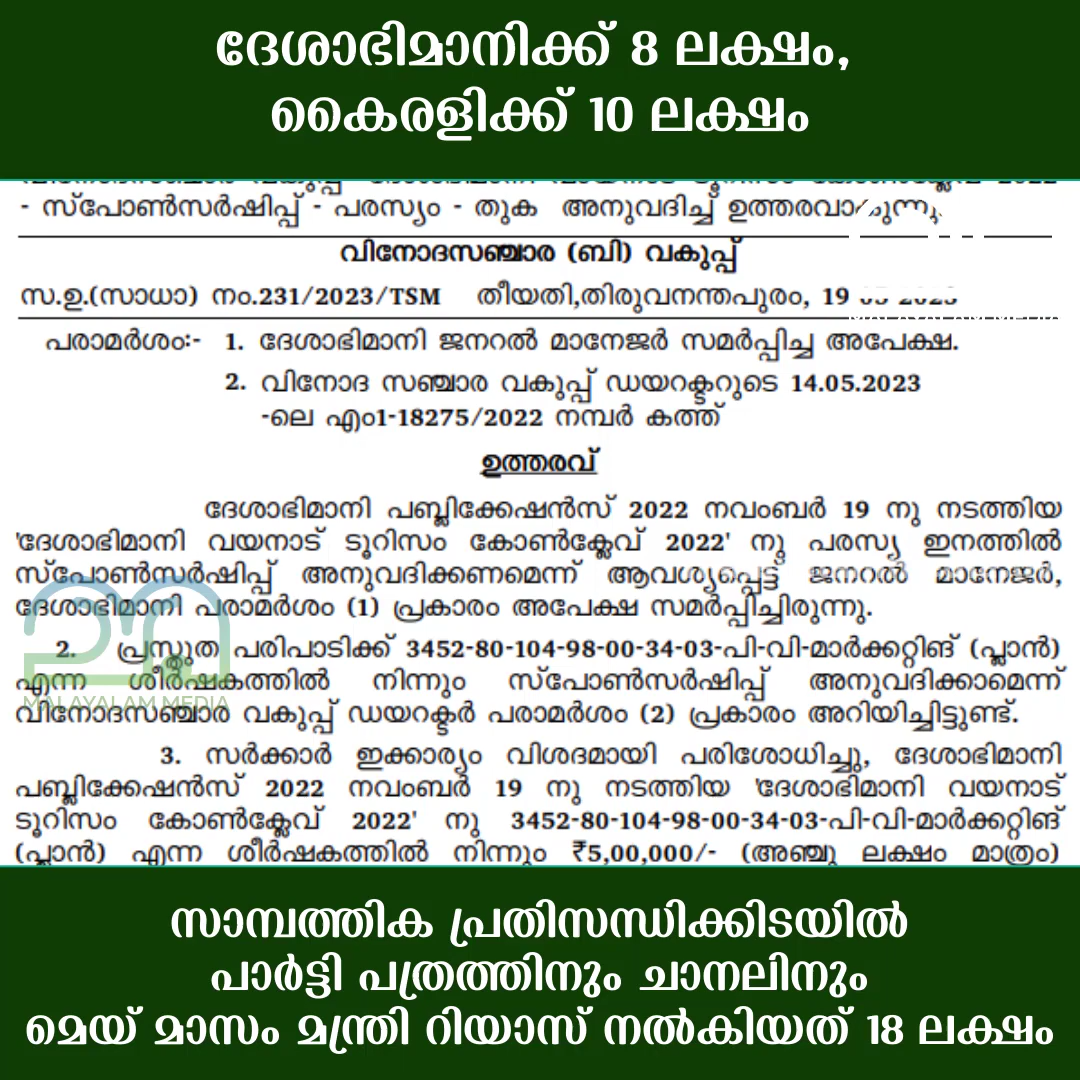 ദേശാഭിമാനിക്ക് 8 ലക്ഷം,
കൈരളിക്ക് 10 ലക്ഷം
- സ്പോൺസർഷിപ്പ് - പരസ്യം - തുക അനുവദിച്ച് ഉത്തരവാകുന്നു
വിനോദസഞ്ചാര (ബി) വകുപ്പ്
സ.ഉ.(സാധാ) നം.231/2023/TSM തീയതി,തിരുവനന്തപുരം, 19-05-2023
പരാമർശം:- 1. ദേശാഭിമാനി ജനറൽ മാനേജർ സമർപ്പിച്ച അപേക്ഷ.
2. വിനോദ സഞ്ചാര വകുപ്പ് ഡയറക്ടറുടെ 14.05.2023
-ലെ എം1-18275/2022 നമ്പർ കത്ത്
ഉത്തരവ്
ദേശാഭിമാനി പബ്ലിക്കേഷൻസ് 2022 നവംബർ 19 നു നടത്തിയ
'ദേശാഭിമാനി വയനാട് ടൂറിസം കോൺക്ലേവ് 2022' നു പരസ്യ ഇനത്തിൽ
സ്പോൺസർഷിപ്പ് അനുവദിക്കണമെന്ന് ആവശ്യപ്പെട്ട് ജനറൽ മാനേജർ,
ദേശാഭിമാനി പരാമർശം (1) പ്രകാരം അപേക്ഷ സമർപ്പിച്ചിരുന്നു.
2. പ്രസ്തുത പരിപാടിക്ക് 3452-80-104-98-00-34-03-പി-വി-മാർക്കറ്റിങ് (പ്ലാൻ)
എന്ന ശീർഷകത്തിൽ നിന്നും സ്പോൺസർഷിപ്പ് അനുവദിക്കാമെന്ന്
MALAYALAM MEDIA
വിനോദസഞ്ചാര വകുപ്പ് ഡയറക്ടർ പരാമർശം (2) പ്രകാരം അറിയിച്ചിട്ടുണ്ട്.
3. സർക്കാർ ഇക്കാര്യം വിശദമായി പരിശോധിച്ചു, ദേശാഭിമാനി
പബ്ലിക്കേഷൻസ് 2022 നവംബർ 19 നു നടത്തിയ 'ദേശാഭിമാനി വയനാട്
ടൂറിസം കോൺക്ലേവ് 2022' നു 3452-80-104-98-00-34-03-പി-വി-മാർക്കറ്റിങ്
(പ്ലാൻ) എന്ന ശീർഷകത്തിൽ നിന്നും ₹5,00,000/- (അഞ്ചു ലക്ഷം മാത്രം)
സാമ്പത്തിക പ്രതിസന്ധിക്കിടയിൽ
പാർട്ടി പത്രത്തിനും ചാനലിനും
മെയ് മാസം മന്ത്രി റിയാസ് നൽകിയത് 18 ലക്ഷം